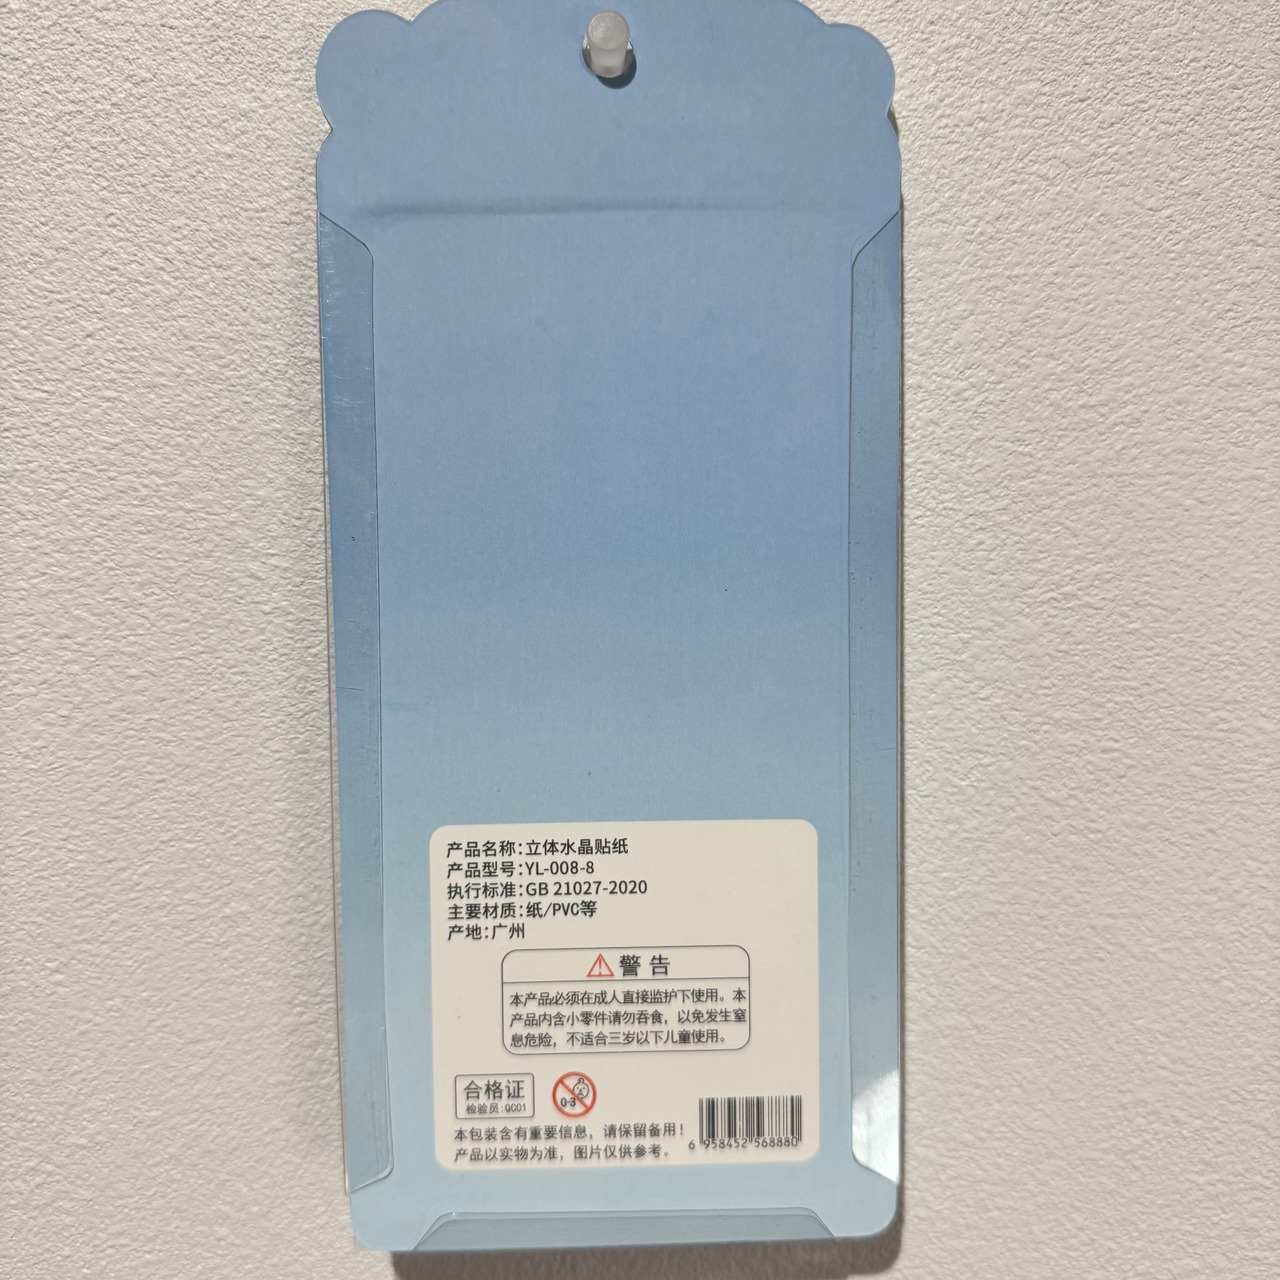 产品名称：立体水晶贴纸
产品型号：YL-008-8
执行标准：GB 21027-2020
主要材质：纸/PVC等
产地：广州
警告
本产品必须在成人直接监护下使用。本
产品内含小零件请勿吞食，以免发生窒
息危险，不适合三岁以下儿童使用。
合格证
检验员：QC01
0-3
本包装含有重要信息，请保留备用！
产品以实物为准，图片仅供参考。
6 958452 568880